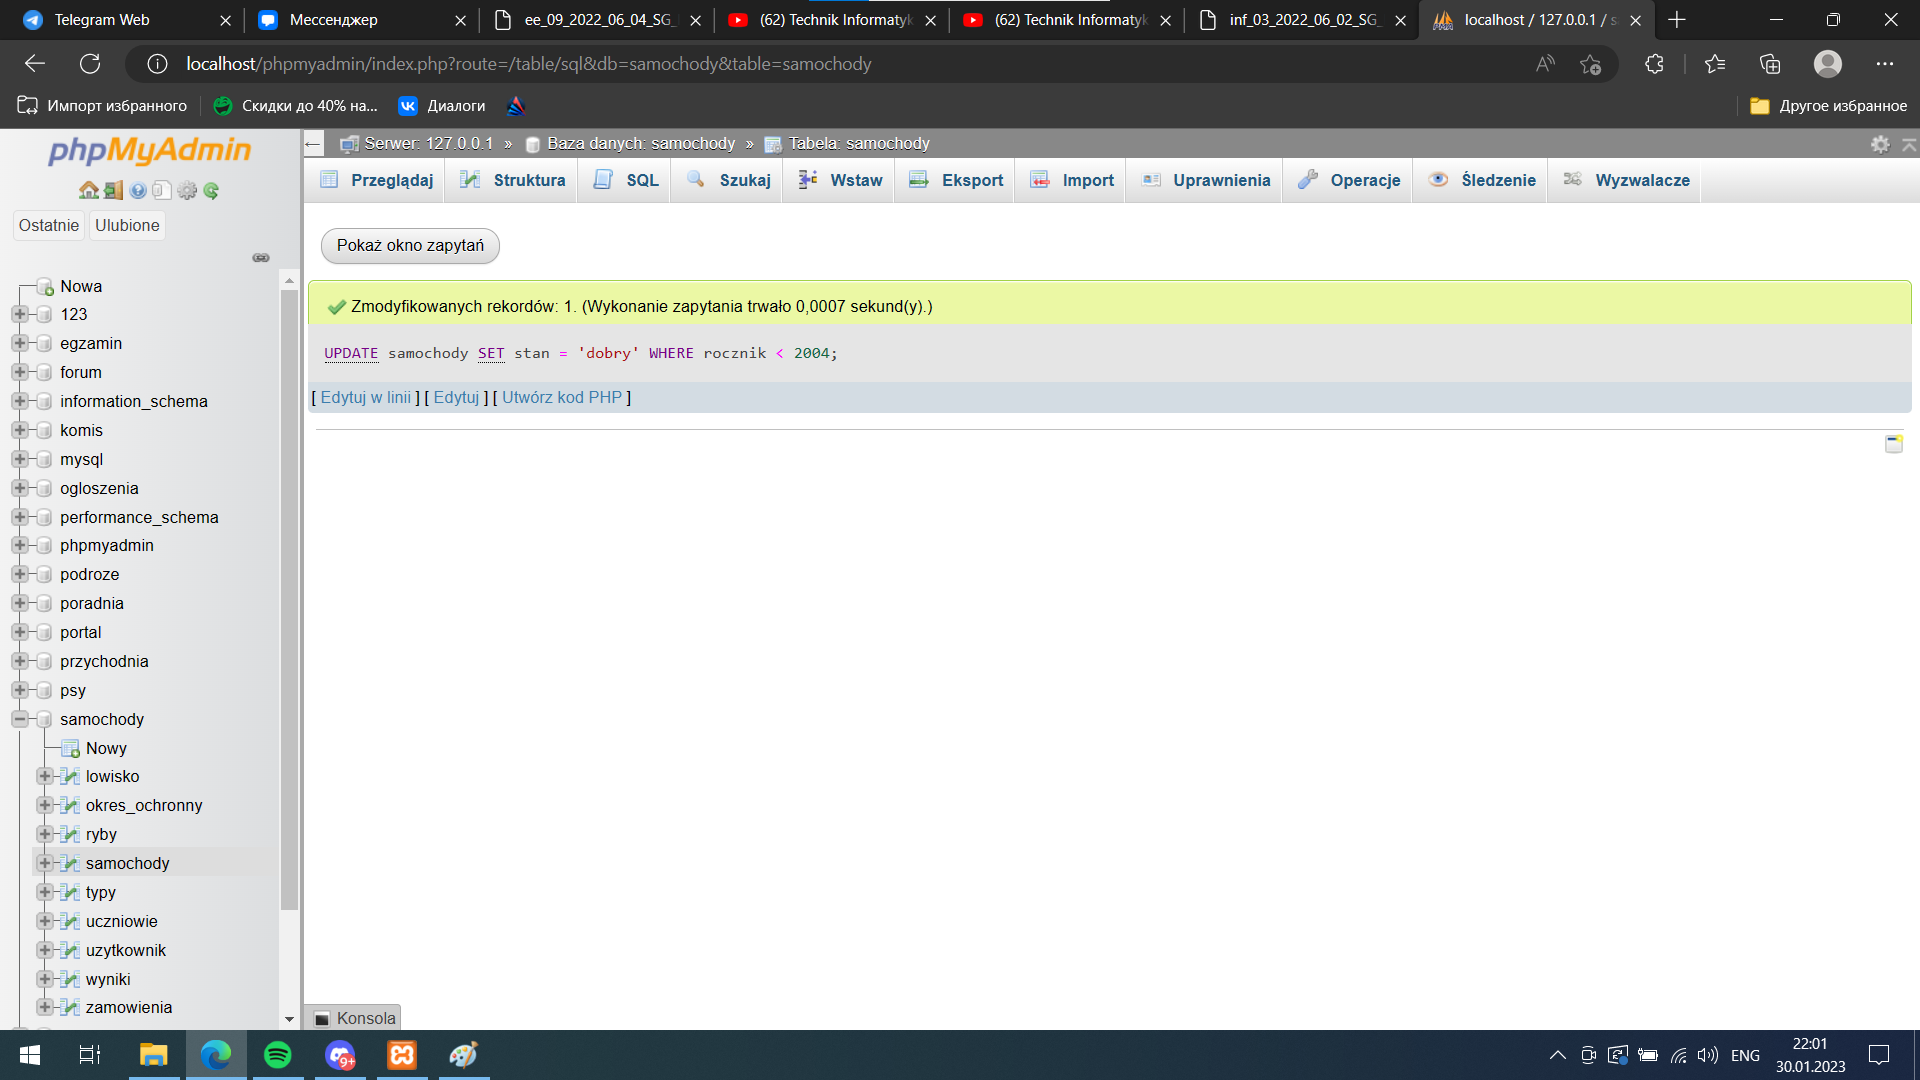 Telegram Web
Мессенджер
ee_09_2022_06_04_SG_
(62) Technik Informatyk
(62) Technik Informatyk
inf_03_2022_06_02_SG_
localhost / 127.0.0.1 / s
localhost/phpmyadmin/index.php?route=/table/sql&db=samochody&table=samochody
Импорт избранного
Скидки до 40% на...
Диалоги
Другое избранное
phpMyAdmin
Ostatnie
Ulubione
Nowa
123
egzamin
forum
information_schema
komis
mysql
ogloszenia
performance_schema
phpmyadmin
podroze
poradnia
portal
przychodnia
psy
samochody
Nowy
lowisko
okres_ochronny
ryby
samochody
typy
uczniowie
uzytkownik
wyniki
zamowienia
Serwer: 127.0.0.1 » Baza danych: samochody » Tabela: samochody
Przeglądaj
Struktura
SQL
Szukaj
Wstaw
Eksport
Import
Uprawnienia
Operacje
Śledzenie
Wyzwalacze
Pokaż okno zapytań
Zmodyfikowanych rekordów: 1. (Wykonanie zapytania trwało 0,0007 sekund(y).)
UPDATE samochody SET stan = 'dobry' WHERE rocznik < 2004;
[ Edytuj w linii ] [ Edytuj ] [ Utwórz kod PHP ]
Konsola
9+
ENG
22:01
30.01.2023